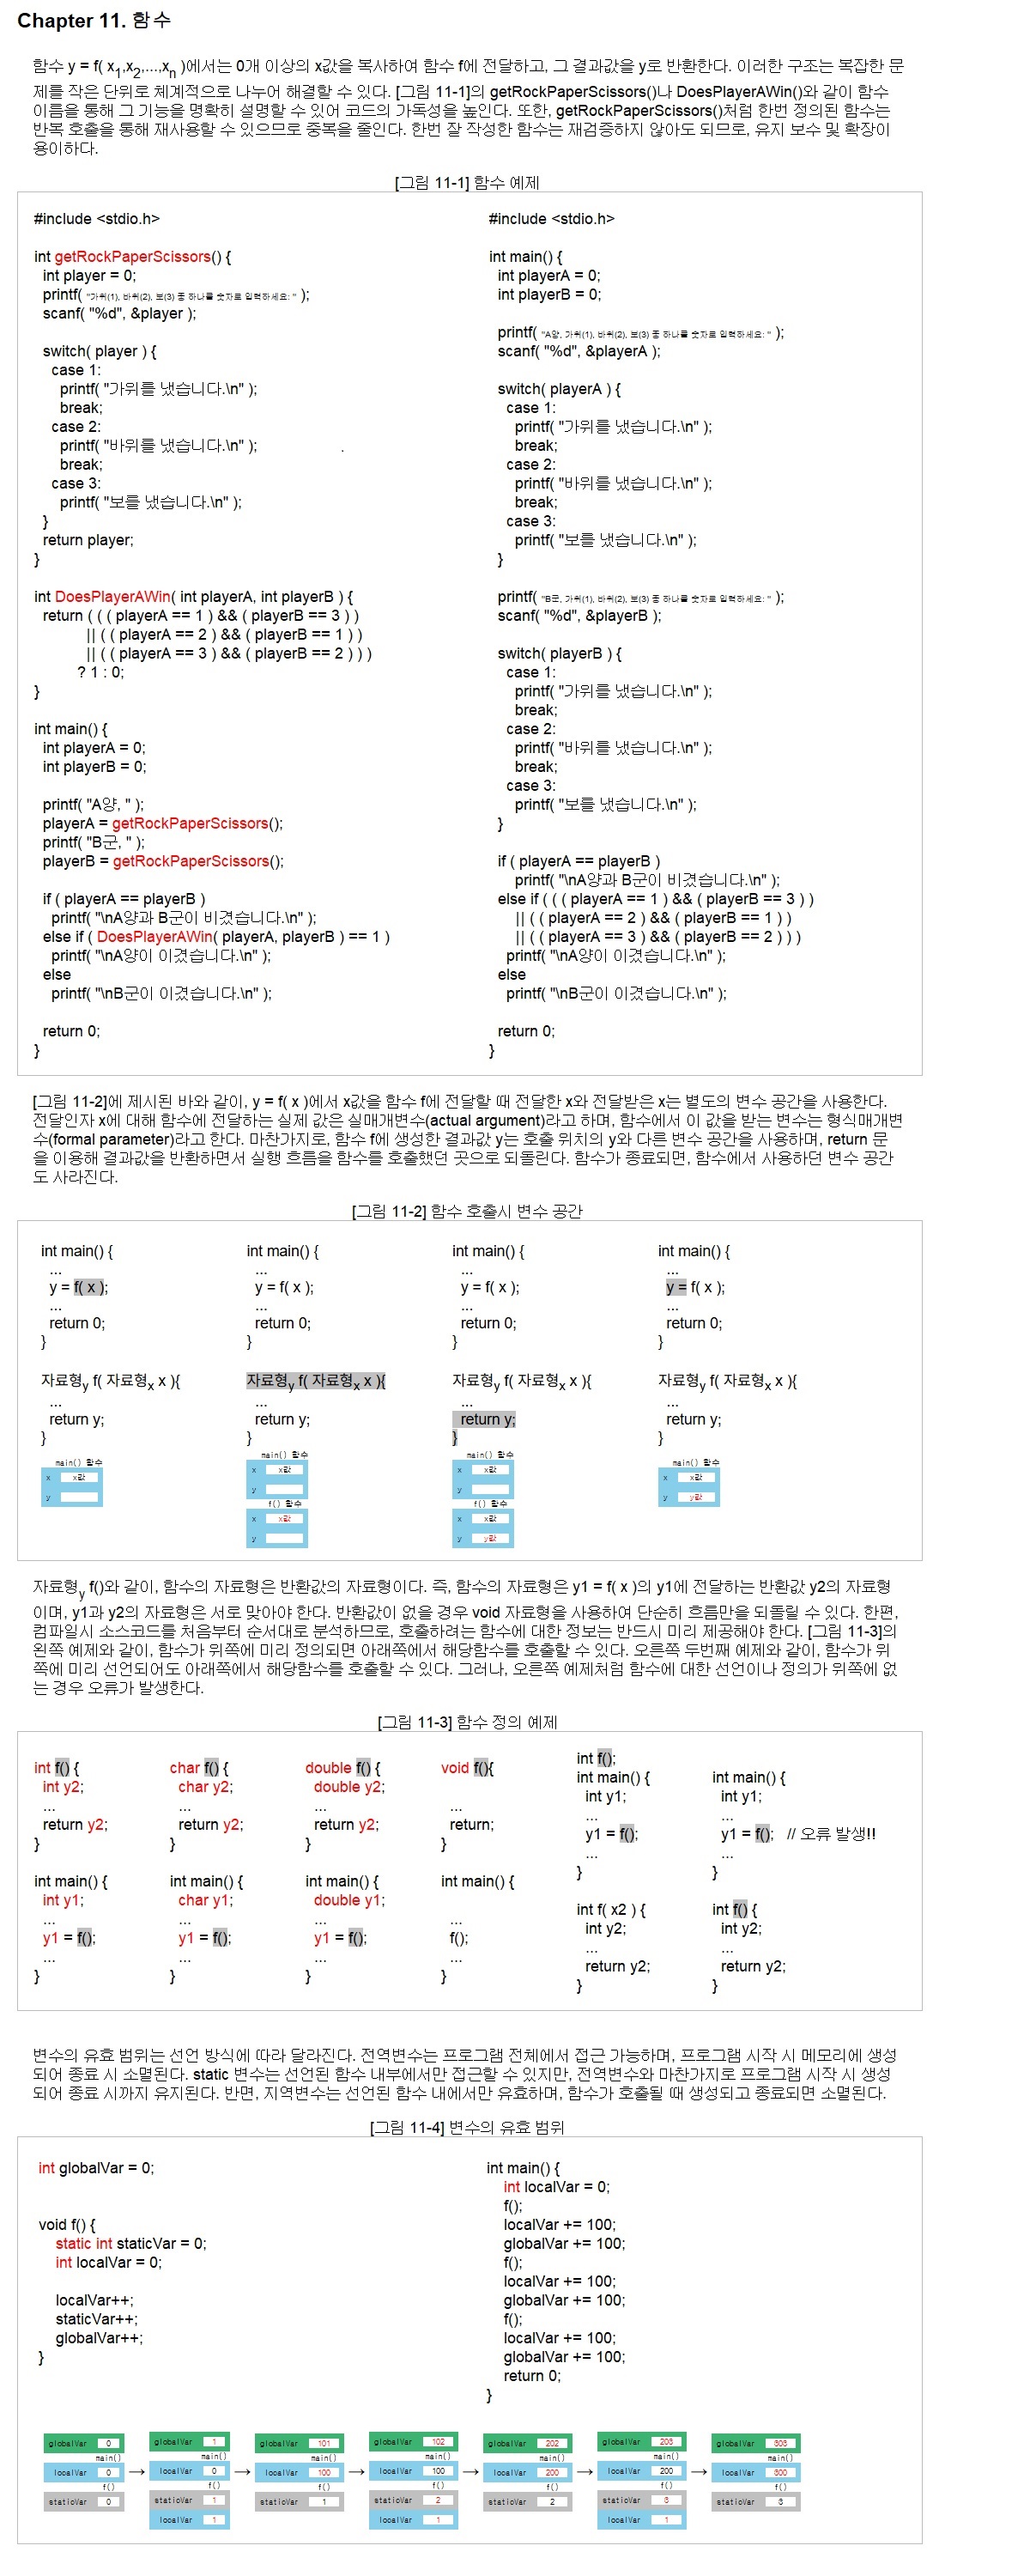 Chapter 11. 함수
함수 y = f( x1,x2,...,xn )에서는 0개 이상의 x값을 복사하여 함수 f에 전달하고, 그 결과값을 y로 반환한다. 이러한 구조는 복잡한 문
제를 작은 단위로 체계적으로 나누어 해결할 수 있다. [그림 11-1]의 getRockPaperScissors()나 DoesPlayerAWin()와 같이 함수
이름을 통해 그 기능을 명확히 설명할 수 있어 코드의 가독성을 높인다. 또한, getRockPaperScissors()처럼 한번 정의된 함수는
반복 호출을 통해 재사용할 수 있으므로 중복을 줄인다. 한번 잘 작성한 함수는 재검증하지 않아도 되므로, 유지 보수 및 확장이
용이하다.
[그림 11-1] 함수 예제
#include <stdio.h>
int getRockPaperScissors() {
int player = 0;
printf( "가위(1), 바위(2), 보(3) 중 하나를 숫자로 입력하세요: " );
scanf( "%d", &player );
switch( player ) {
case 1:
printf( "가위를 냈습니다.\n" );
break;
case 2:
printf( "바위를 냈습니다.\n" );
break;
case 3:
printf( "보를 냈습니다.\n" );
}
return player;
}
int DoesPlayerAWin( int playerA, int playerB ) {
return ( ( ( playerA == 1 ) && ( playerB == 3 ) )
|| ( ( playerA == 2 ) && ( playerB == 1 ) )
|| ( ( playerA == 3 ) && ( playerB == 2 ) ) )
? 1 : 0;
}
int main() {
int playerA = 0;
int playerB = 0;
printf( "A양, " );
playerA = getRockPaperScissors();
printf( "B군, " );
playerB = getRockPaperScissors();
if ( playerA == playerB )
printf( "\nA양과 B군이 비겼습니다.\n" );
else if ( DoesPlayerAWin( playerA, playerB ) == 1 )
printf( "\nA양이 이겼습니다.\n" );
else
printf( "\nB군이 이겼습니다.\n" );
return 0;
}
#include <stdio.h>
int main() {
int playerA = 0;
int playerB = 0;
printf( "A양, 가위(1), 바위(2), 보(3) 중 하나를 숫자로 입력하세요: " );
scanf( "%d", &playerA );
switch( playerA ) {
case 1:
printf( "가위를 냈습니다.\n" );
break;
case 2:
printf( "바위를 냈습니다.\n" );
break;
case 3:
printf( "보를 냈습니다.\n" );
}
printf( "B군, 가위(1), 바위(2), 보(3) 중 하나를 숫자로 입력하세요: " );
scanf( "%d", &playerB );
switch( playerB ) {
case 1:
printf( "가위를 냈습니다.\n" );
break;
case 2:
printf( "바위를 냈습니다.\n" );
break;
case 3:
printf( "보를 냈습니다.\n" );
}
if ( playerA == playerB )
printf( "\nA양과 B군이 비겼습니다.\n" );
else if ( ( ( playerA == 1 ) && ( playerB == 3 ) )
|| ( ( playerA == 2 ) && ( playerB == 1 ) )
|| ( ( playerA == 3 ) && ( playerB == 2 ) ) )
printf( "\nA양이 이겼습니다.\n" );
else
printf( "\nB군이 이겼습니다.\n" );
return 0;
}
[그림 11-2]에 제시된 바와 같이, y = f( x )에서 x값을 함수 f에 전달할 때 전달한 x와 전달받은 x는 별도의 변수 공간을 사용한다.
전달인자 x에 대해 함수에 전달하는 실제 값은 실매개변수(actual argument)라고 하며, 함수에서 이 값을 받는 변수는 형식매개변
수(formal parameter)라고 한다. 마찬가지로, 함수 f에 생성한 결과값 y는 호출 위치의 y와 다른 변수 공간을 사용하며, return 문
을 이용해 결과값을 반환하면서 실행 흐름을 함수를 호출했던 곳으로 되돌린다. 함수가 종료되면, 함수에서 사용하던 변수 공간
도 사라진다.
[그림 11-2] 함수 호출시 변수 공간
int main() {
...
y = f( x );
...
return 0;
}
자료형y f( 자료형x x ){
...
return y;
}
main() 함수
x x값
y
int main() {
...
y = f( x );
...
return 0;
}
자료형y f( 자료형x x ){
...
return y;
}
main() 함수
x x값
y
f() 함수
x x값
y
int main() {
...
y = f( x );
...
return 0;
}
자료형y f( 자료형x x ){
...
return y;
}
main() 함수
x x값
y
f() 함수
x x값
y y값
int main() {
...
y = f( x );
...
return 0;
}
자료형y f( 자료형x x ){
...
return y;
}
main() 함수
x x값
y y값
자료형y f()와 같이, 함수의 자료형은 반환값의 자료형이다. 즉, 함수의 자료형은 y1 = f( x )의 y1에 전달하는 반환값 y2의 자료형
이며, y1과 y2의 자료형은 서로 맞아야 한다. 반환값이 없을 경우 void 자료형을 사용하여 단순히 흐름만을 되돌릴 수 있다. 한편,
컴파일시 소스코드를 처음부터 순서대로 분석하므로, 호출하려는 함수에 대한 정보는 반드시 미리 제공해야 한다. [그림 11-3]의
왼쪽 예제와 같이, 함수가 위쪽에 미리 정의되면 아래쪽에서 해당함수를 호출할 수 있다. 오른쪽 두번째 예제와 같이, 함수가 위
쪽에 미리 선언되어도 아래쪽에서 해당함수를 호출할 수 있다. 그러나, 오른쪽 예제처럼 함수에 대한 선언이나 정의가 위쪽에 없
는 경우 오류가 발생한다.
[그림 11-3] 함수 정의 예제
int f() {
int y2;
...
return y2;
}
int main() {
int y1;
...
y1 = f();
...
}
char f() {
char y2;
...
return y2;
}
int main() {
char y1;
...
y1 = f();
...
}
double f() {
double y2;
...
return y2;
}
int main() {
double y1;
...
y1 = f();
...
}
void f(){
...
return;
}
int main() {
...
f();
...
}
int f();
int main() {
int y1;
...
y1 = f();
...
}
int f( x2 ) {
int y2;
...
return y2;
}
int main() {
int y1;
...
y1 = f(); // 오류 발생!!
...
}
int f() {
int y2;
...
return y2;
}
변수의 유효 범위는 선언 방식에 따라 달라진다. 전역변수는 프로그램 전체에서 접근 가능하며, 프로그램 시작 시 메모리에 생성
되어 종료 시 소멸된다. static 변수는 선언된 함수 내부에서만 접근할 수 있지만, 전역변수와 마찬가지로 프로그램 시작 시 생성
되어 종료 시까지 유지된다. 반면, 지역변수는 선언된 함수 내에서만 유효하며, 함수가 호출될 때 생성되고 종료되면 소멸된다.
[그림 11-4] 변수의 유효 범위
int globalVar = 0;
void f() {
static int staticVar = 0;
int localVar = 0;
localVar++;
staticVar++;
globalVar++;
}
int main() {
int localVar = 0;
f();
localVar += 100;
globalVar += 100;
f();
localVar += 100;
globalVar += 100;
f();
localVar += 100;
globalVar += 100;
return 0;
}
globalVar 0
main()
localVar 0
f()
staticVar 0
→
globalVar 1
main()
localVar 0
f()
staticVar 1
localVar 1
→
globalVar 101
main()
localVar 100
f()
staticVar 1
→
globalVar 102
main()
localVar 100
f()
staticVar 2
localVar 1
→
globalVar 202
main()
localVar 200
f()
staticVar 2
→
globalVar 203
main()
localVar 200
f()
staticVar 3
localVar 1
→
globalVar 303
main()
localVar 300
f()
staticVar 3